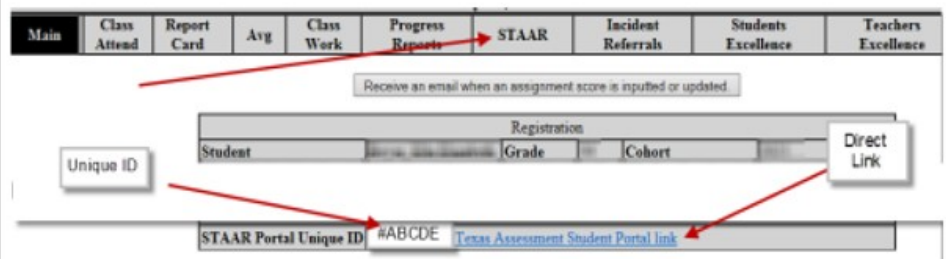 Main Class Attend Report Card Avg Class Work Progress Reports STAAR Incident Referrals Students Excellence Teachers Excellence
Receive an email when an assignment score is inputted or updated.
Registration
Student Grade Cohort
Unique ID
Direct Link
STAAR Portal Unique ID #ABCDE Texas Assessment Student Portal link